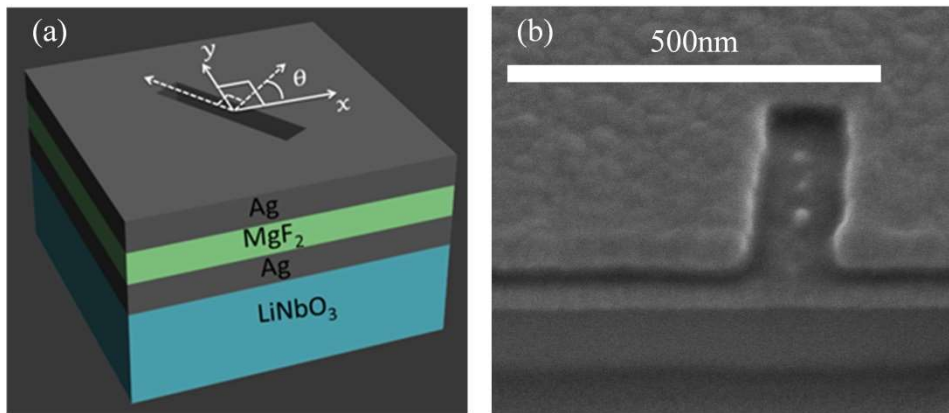 (a)
y
θ
x
Ag
MgF₂
Ag
LiNbO₃
(b)
500nm